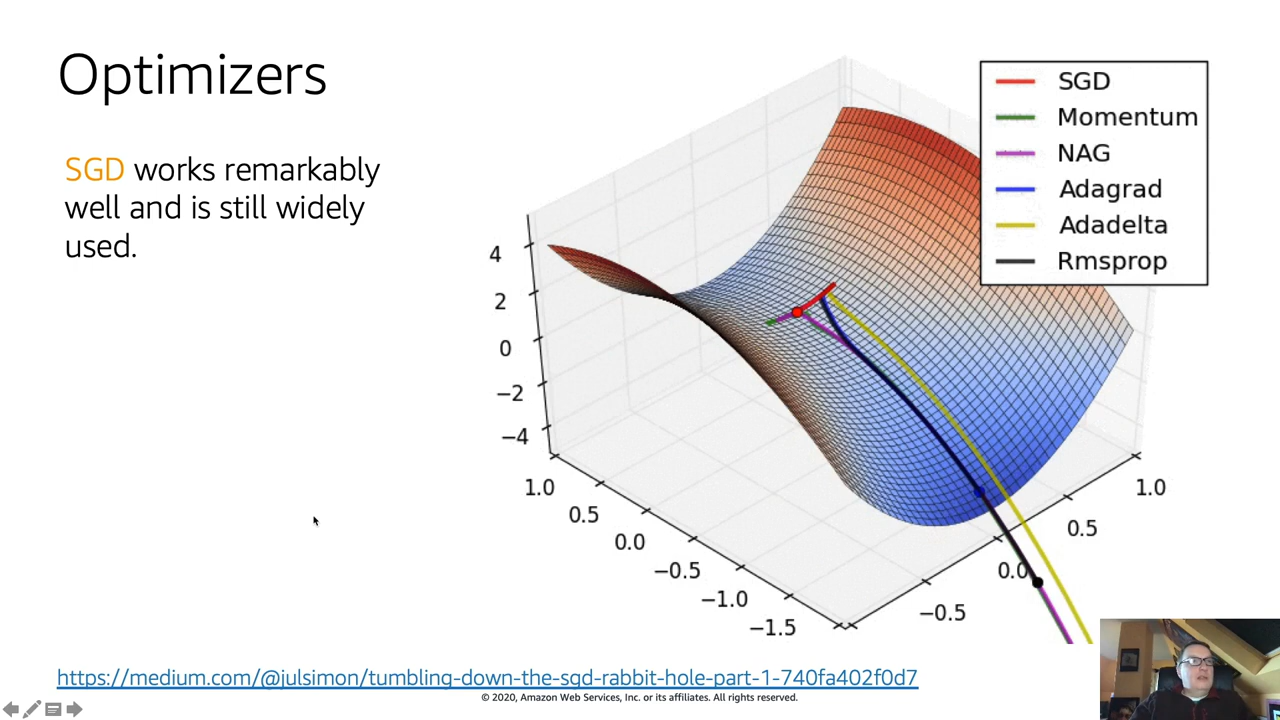 Optimizers
SGD works remarkably
well and is still widely
used.
SGD
Momentum
NAG
Adagrad
Adadelta
Rmsprop
4
2
0
−2
−4
1.0
0.5
0.0
−0.5
−1.0
−1.5
1.0
0.5
0.0
−0.5
https://medium.com/@julsimon/tumbling-down-the-sgd-rabbit-hole-part-1-740fa402f0d7
© 2020, Amazon Web Services, Inc. or its affiliates. All rights reserved.